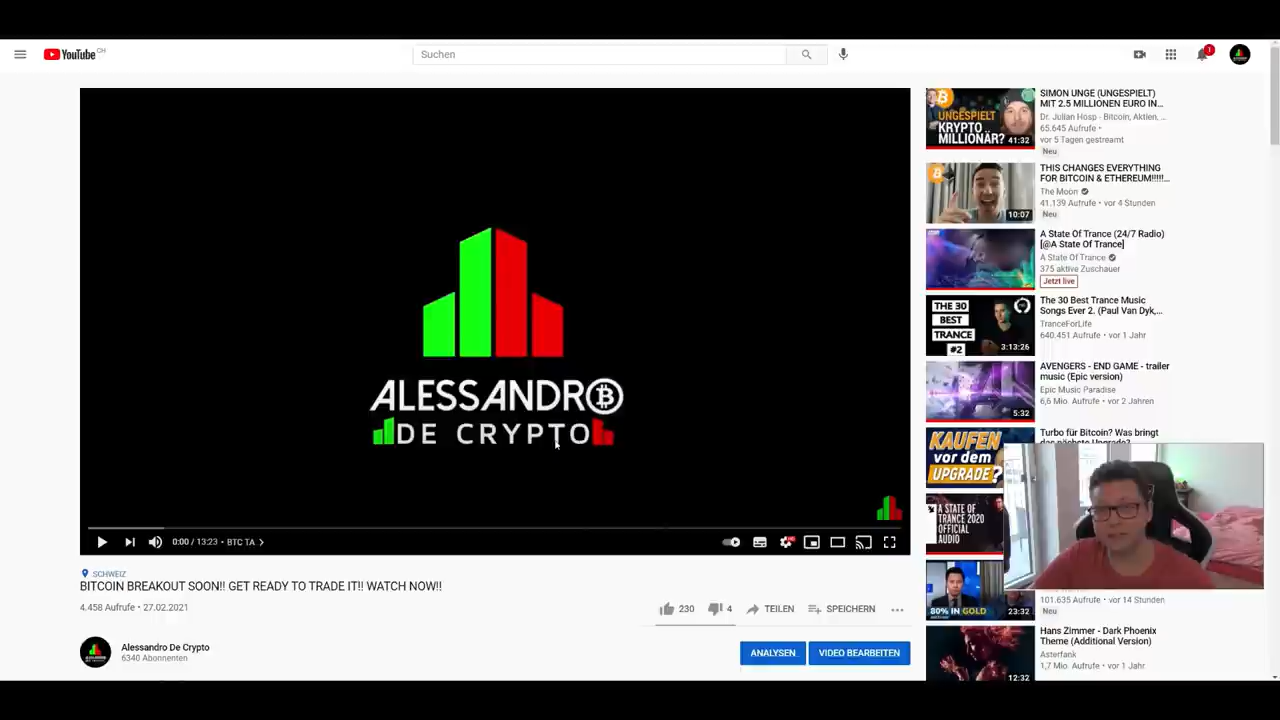 YouTube CH
Suchen
1
ALESSANDRO
DE CRYPTO
0:00 / 13:23 • BTC TA >
SCHWEIZ
BITCOIN BREAKOUT SOON!! GET READY TO TRADE IT!! WATCH NOW!!
4.458 Aufrufe • 27.02.2021
230
4
TEILEN
SPEICHERN
Alessandro De Crypto
6340 Abonnenten
ANALYSEN
VIDEO BEARBEITEN
UNGESPIELT
KRYPTO
MILLIONÄR?
41:32
SIMON UNGE (UNGESPIELT)
MIT 2.5 MILLIONEN EURO IN...
Dr. Julian Hosp - Bitcoin, Aktien, ...
65.645 Aufrufe •
vor 5 Tagen gestreamt
Neu
10:07
THIS CHANGES EVERYTHING
FOR BITCOIN & ETHEREUM!!!!!...
The Moon
41.139 Aufrufe • vor 4 Stunden
Neu
A State Of Trance (24/7 Radio)
[@A State Of Trance]
A State Of Trance
375 aktive Zuschauer
Jetzt live
THE 30
BEST
TRANCE
#2
3:13:26
The 30 Best Trance Music
Songs Ever 2. (Paul Van Dyk,...
TranceForLife
640.451 Aufrufe • vor 1 Jahr
5:32
AVENGERS - END GAME - trailer
music (Epic version)
Epic Music Paradise
6,6 Mio. Aufrufe • vor 2 Jahren
KAUFEN
vor dem
UPGRADE?
Turbo für Bitcoin? Was bringt
das nächste Upgrade?
A STATE OF
TRANCE 2020
OFFICIAL
AUDIO
80% IN GOLD
23:32
101.635 Aufrufe • vor 14 Stunden
Neu
12:32
Hans Zimmer - Dark Phoenix
Theme (Additional Version)
Asterfank
1,7 Mio. Aufrufe • vor 1 Jahr